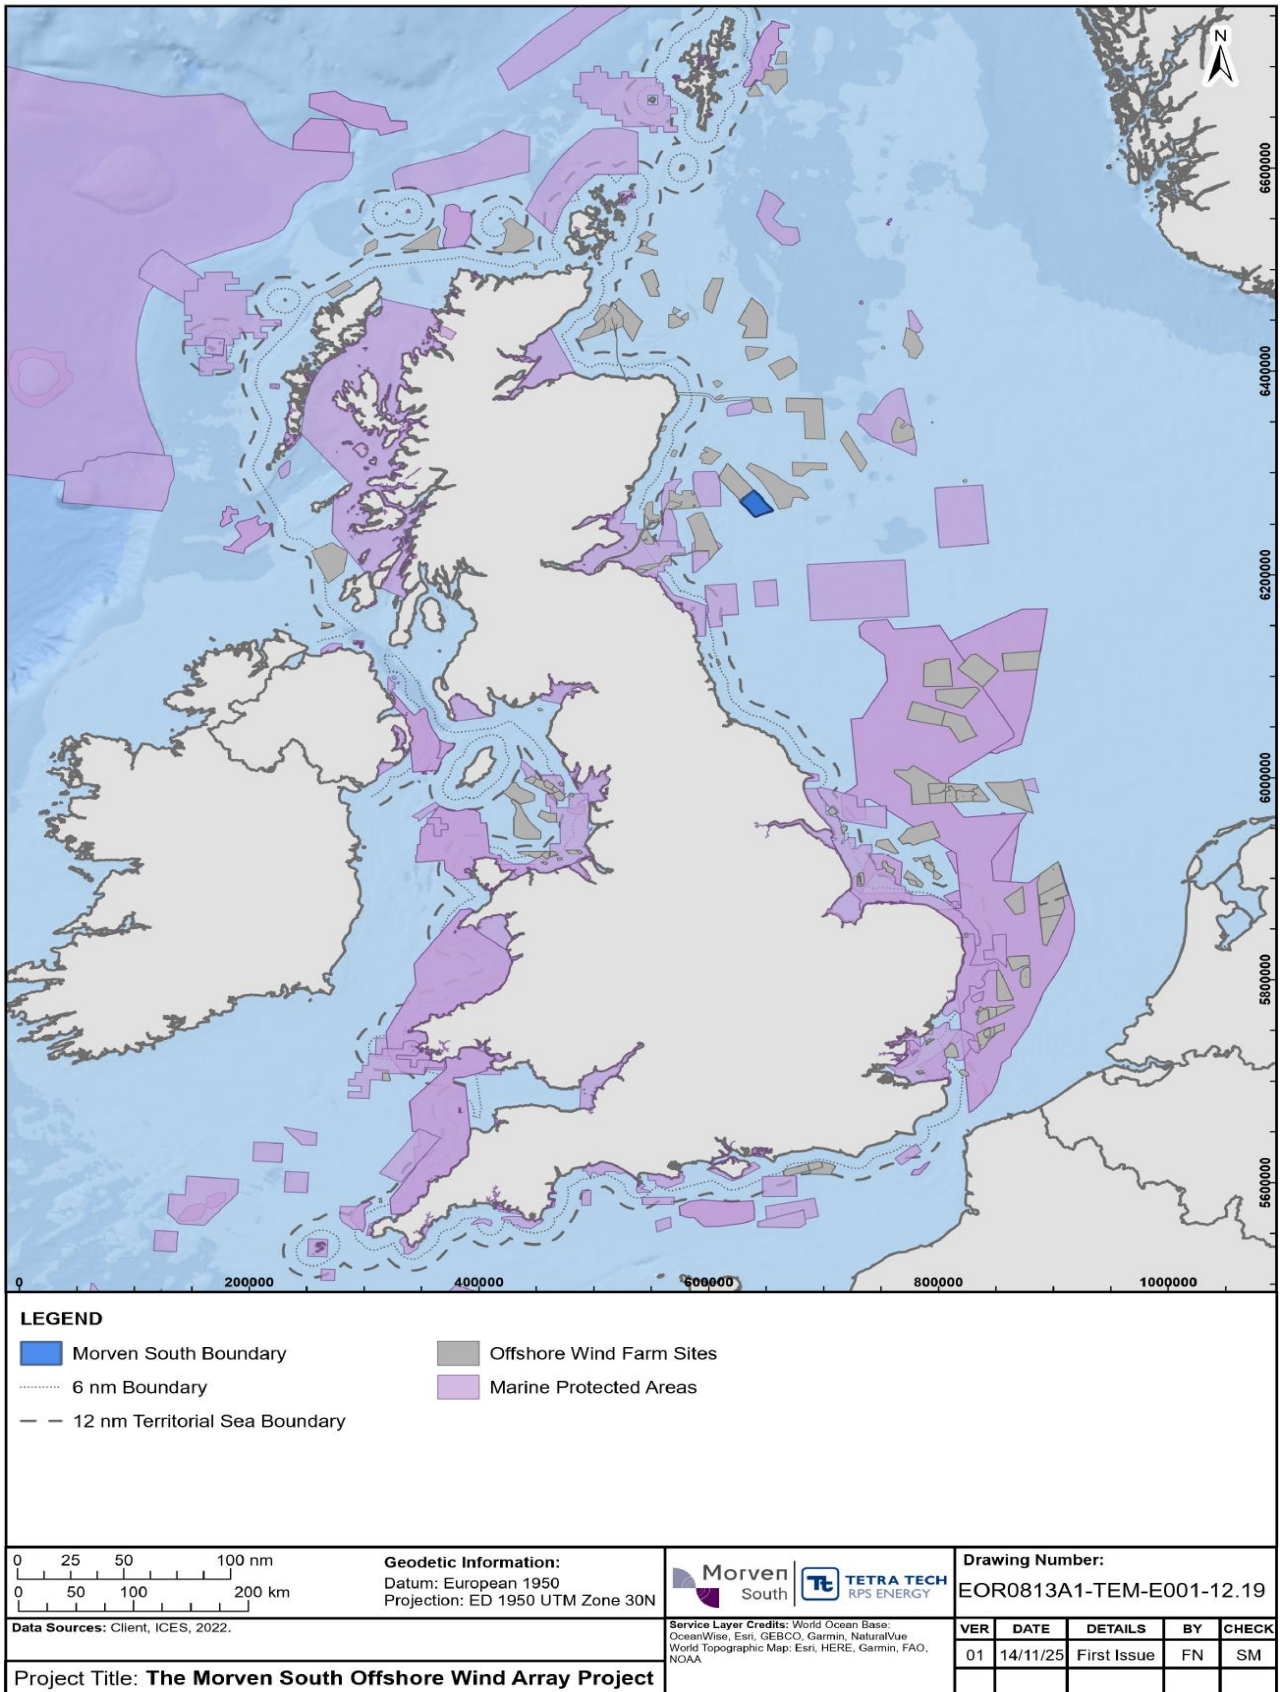 N
6600000
6400000
6200000
6000000
5800000
5600000
0 200000 400000 600000 800000 1000000
LEGEND
Morven South Boundary
6 nm Boundary
12 nm Territorial Sea Boundary
Offshore Wind Farm Sites
Marine Protected Areas
0 25 50 100 nm
0 50 100 200 km
Geodetic Information:
Datum: European 1950
Projection: ED 1950 UTM Zone 30N
Data Sources: Client, ICES, 2022.
Project Title: The Morven South Offshore Wind Array Project
Morven
South
Tt
TETRA TECH
RPS ENERGY
Service Layer Credits: World Ocean Base:
OceanWise, Esri, GEBCO, Garmin, NaturalVue
World Topographic Map: Esri, HERE, Garmin, FAO,
NOAA
Drawing Number:
EOR0813A1-TEM-E001-12.19
VER DATE DETAILS BY CHECK
01 14/11/25 First Issue FN SM